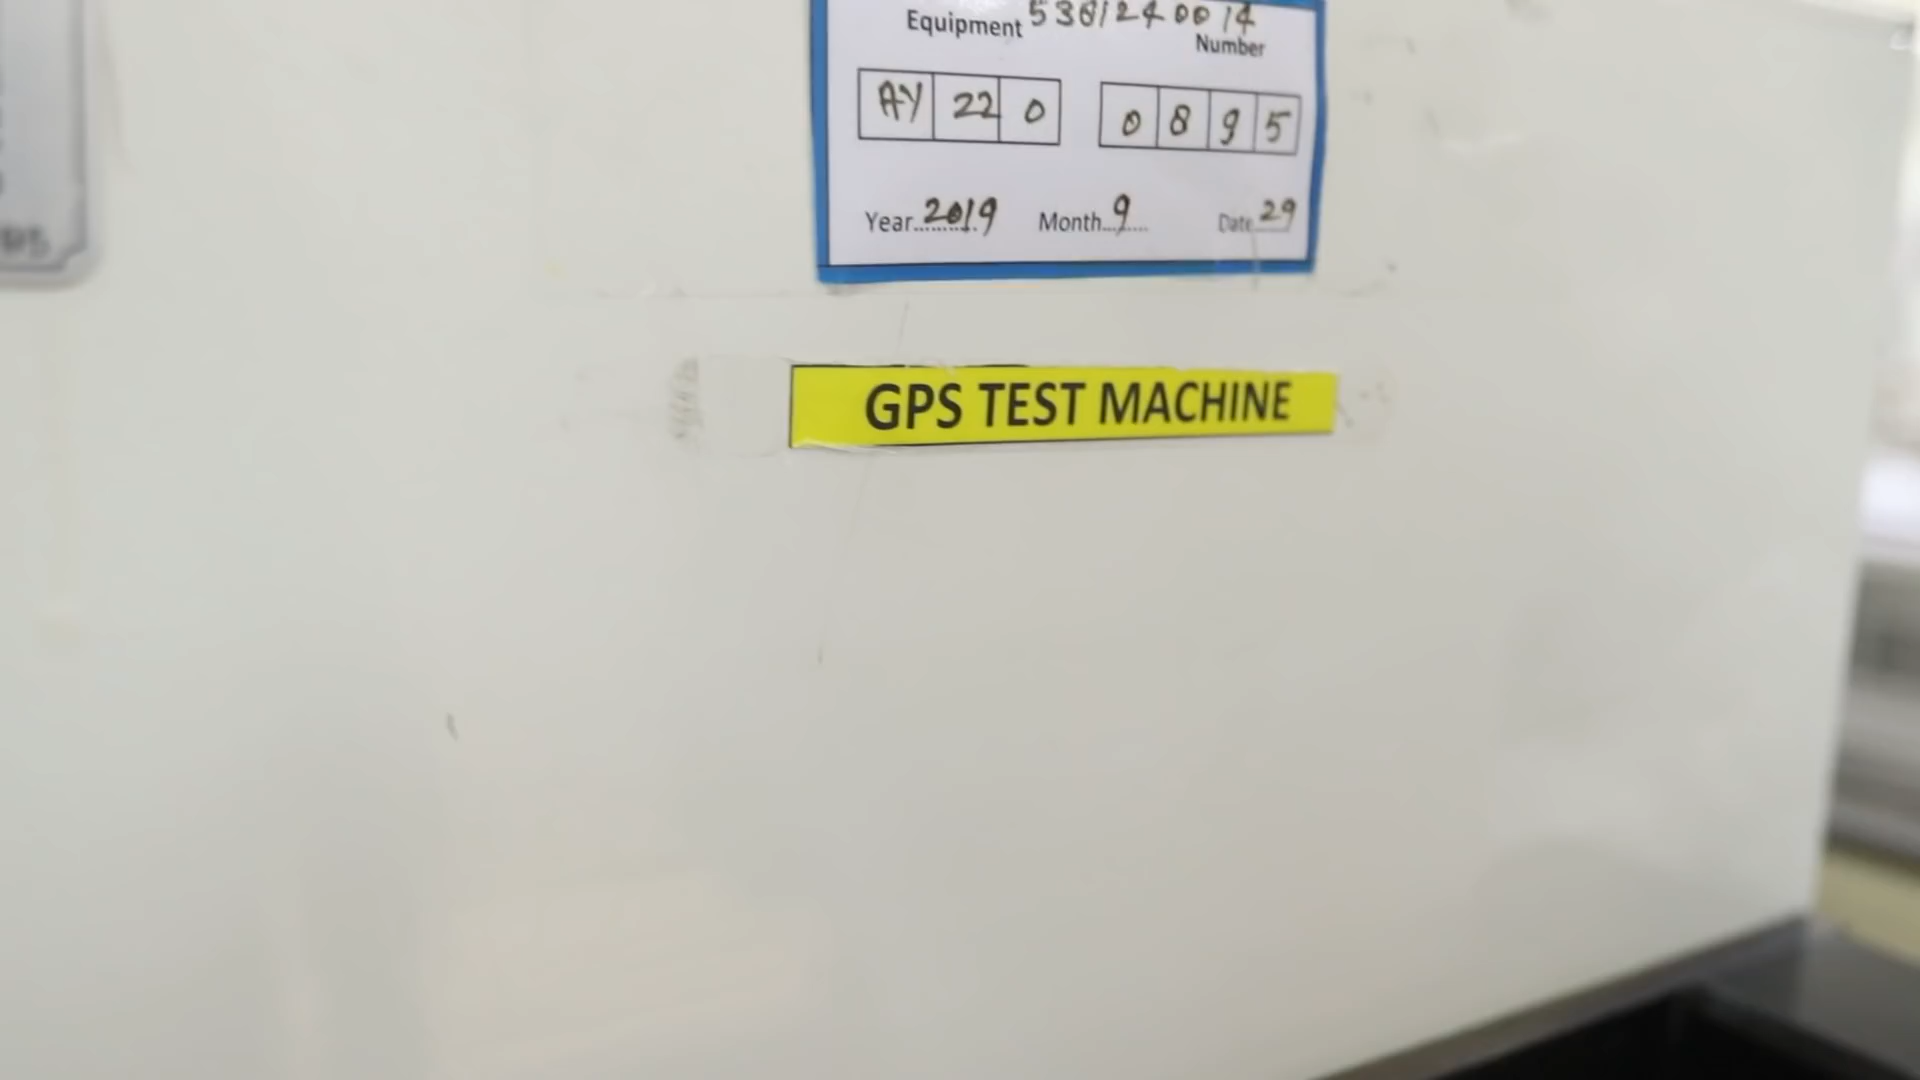 Equipment 5381240014
Number
AY 22 0 0 8 9 5
Year 2019 Month 9 Date 29
GPS TEST MACHINE